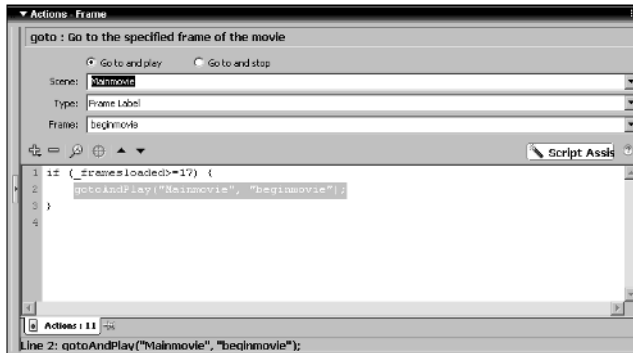 Actions - Frame
goto : Go to the specified frame of the movie
Go to and play Go to and stop
Scene: Mainmovie
Type: Frame Label
Frame: beginmovie
Script Assis
1 if (_framesloaded>=17) {
2 gotoAndPlay("Mainmovie", "beginmovie");
3 }
4
Actions : 11
Line 2: gotoAndPlay("Mainmovie", "beginmovie");